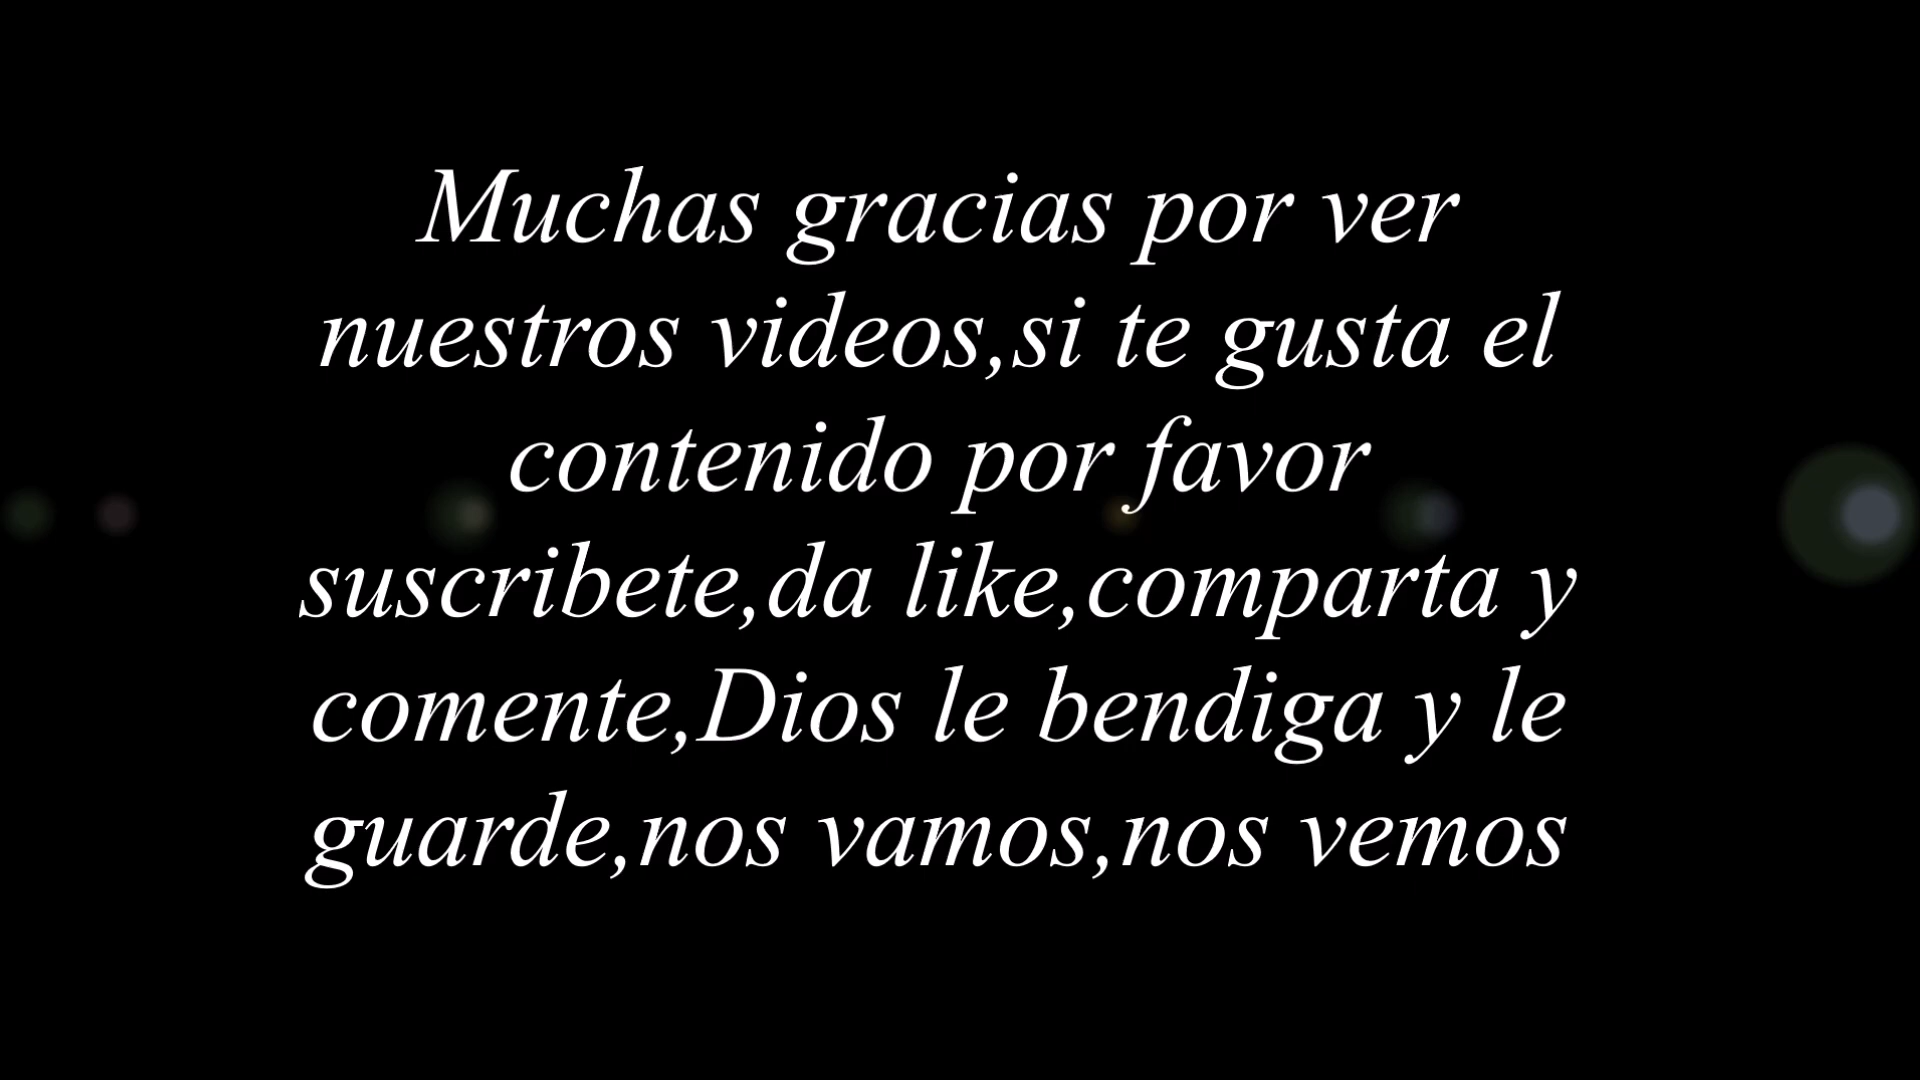 Muchas gracias por ver
nuestros videos,si te gusta el
contenido por favor
suscribete,da like,comparta y
comente,Dios le bendiga y le
guarde,nos vamos,nos vemos